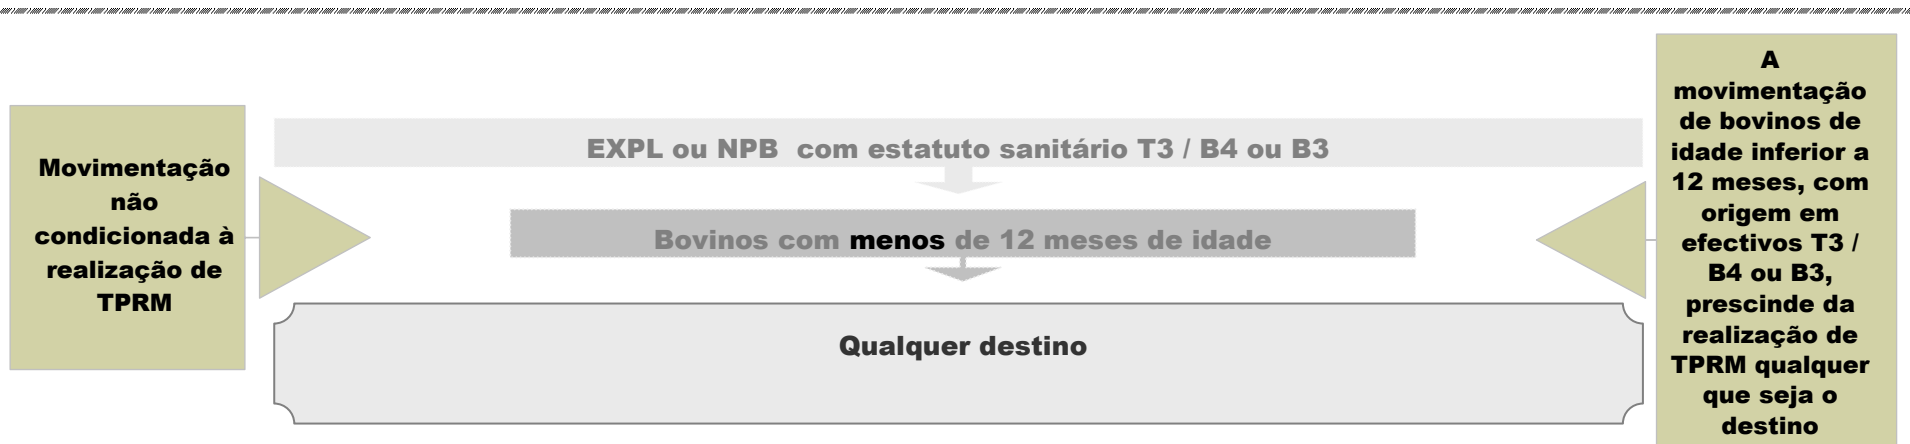 Movimentação
não
condicionada à
realização de
TPRM
EXPL ou NPB com estatuto sanitário T3 / B4 ou B3
Bovinos com menos de 12 meses de idade
Qualquer destino
A
movimentação
de bovinos de
idade inferior a
12 meses, com
origem em
efectivos T3 /
B4 ou B3,
prescinde da
realização de
TPRM qualquer
que seja o
destino